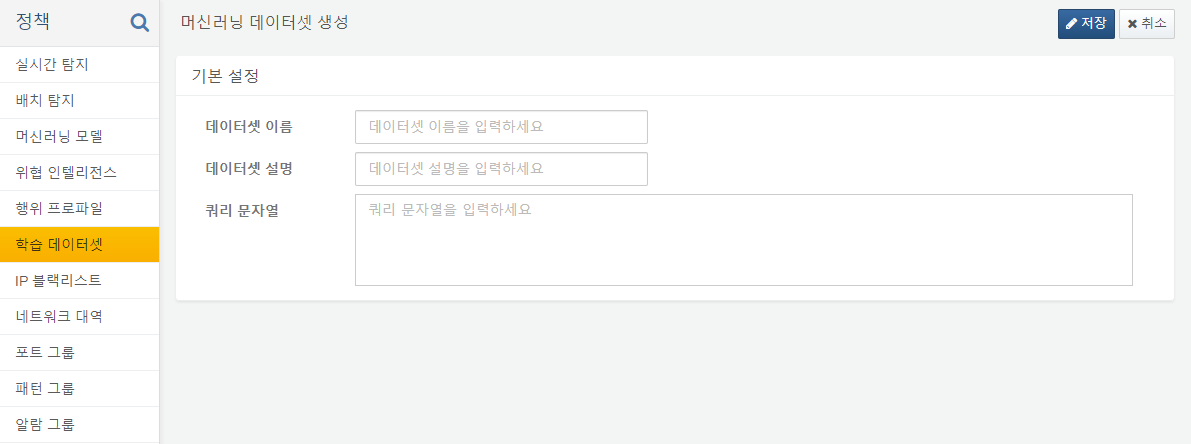 정책
실시간 탐지
배치 탐지
머신러닝 모델
위협 인텔리전스
행위 프로파일
학습 데이터셋
IP 블랙리스트
네트워크 대역
포트 그룹
패턴 그룹
알람 그룹
머신러닝 데이터셋 생성
저장
취소
기본 설정
데이터셋 이름
데이터셋 이름을 입력하세요
데이터셋 설명
데이터셋 설명을 입력하세요
쿼리 문자열
쿼리 문자열을 입력하세요